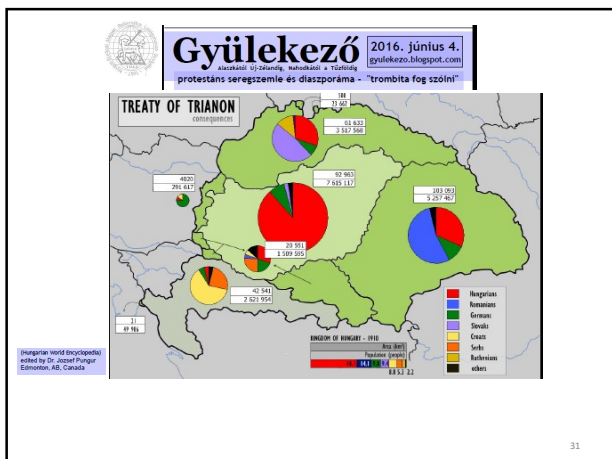 Gyülekező
Alaszkától Új-Zélandig, Nahodkától a Tűzföldig
2016. június 4.
gyulekezo.blogspot.com
protestáns seregszemle és diaszporáma - "trombita fog szólni"
TREATY OF TRIANON
consequences
23 662
61 633
3 517 568
4020
291 617
92 963
7 615 117
103 093
5 257 467
20 551
1 509 595
42 541
2 621 954
21
49 986
Hungarians
Romanians
Germans
Slovaks
Croats
Serbs
Ruthenians
others
KINGDOM OF HUNGARY - 1910
Area (km²)
Population (people)
(Hungarian World Encyclopedia)
edited by Dr. Jozsef Pungur
Edmonton, AB, Canada
31